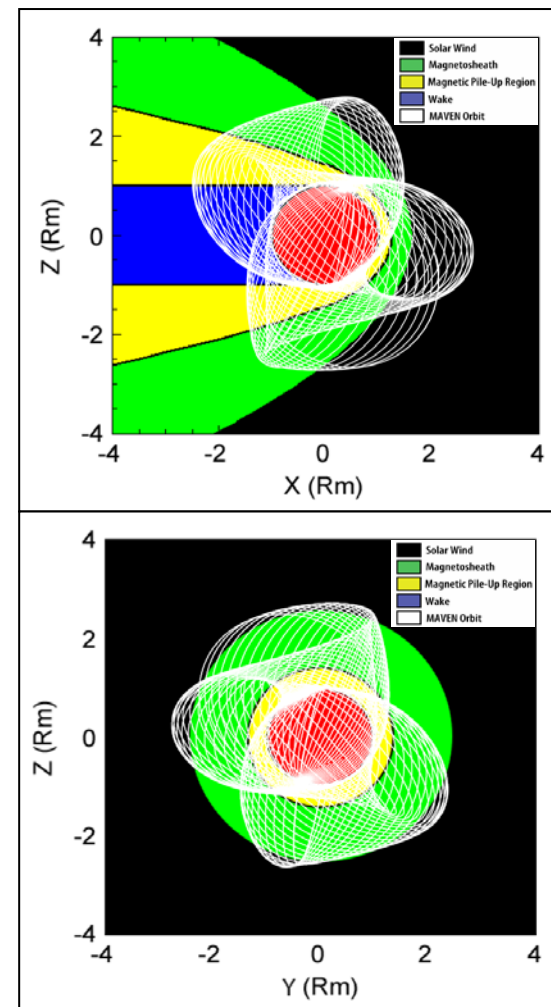 4
2
0
-2
-4
Z (Rm)
Solar Wind
Magnetosheath
Magnetic Pile-Up Region
Wake
MAVEN Orbit
-4 -2 0 2 4
X (Rm)
4
2
0
-2
-4
Z (Rm)
Solar Wind
Magnetosheath
Magnetic Pile-Up Region
Wake
MAVEN Orbit
-4 -2 0 2 4
Y (Rm)